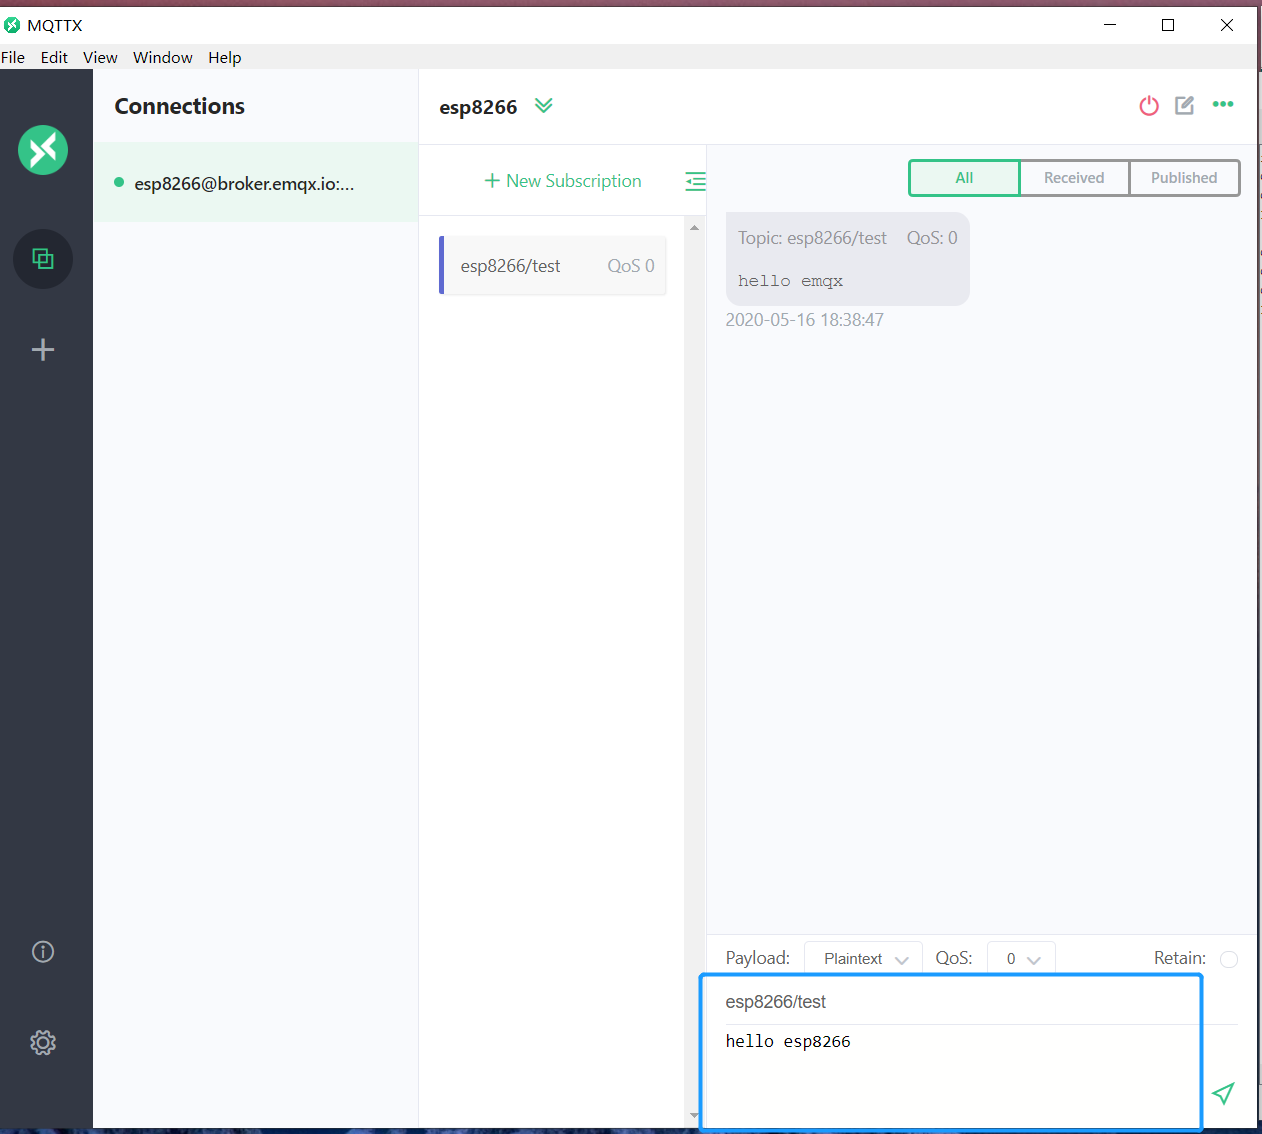 MQTTX
File Edit View Window Help
Connections
esp8266@broker.emqx.io:...
esp8266
+ New Subscription
esp8266/test QoS 0
All Received Published
Topic: esp8266/test QoS: 0
hello emqx
2020-05-16 18:38:47
Payload: Plaintext QoS: 0 Retain:
esp8266/test
hello esp8266